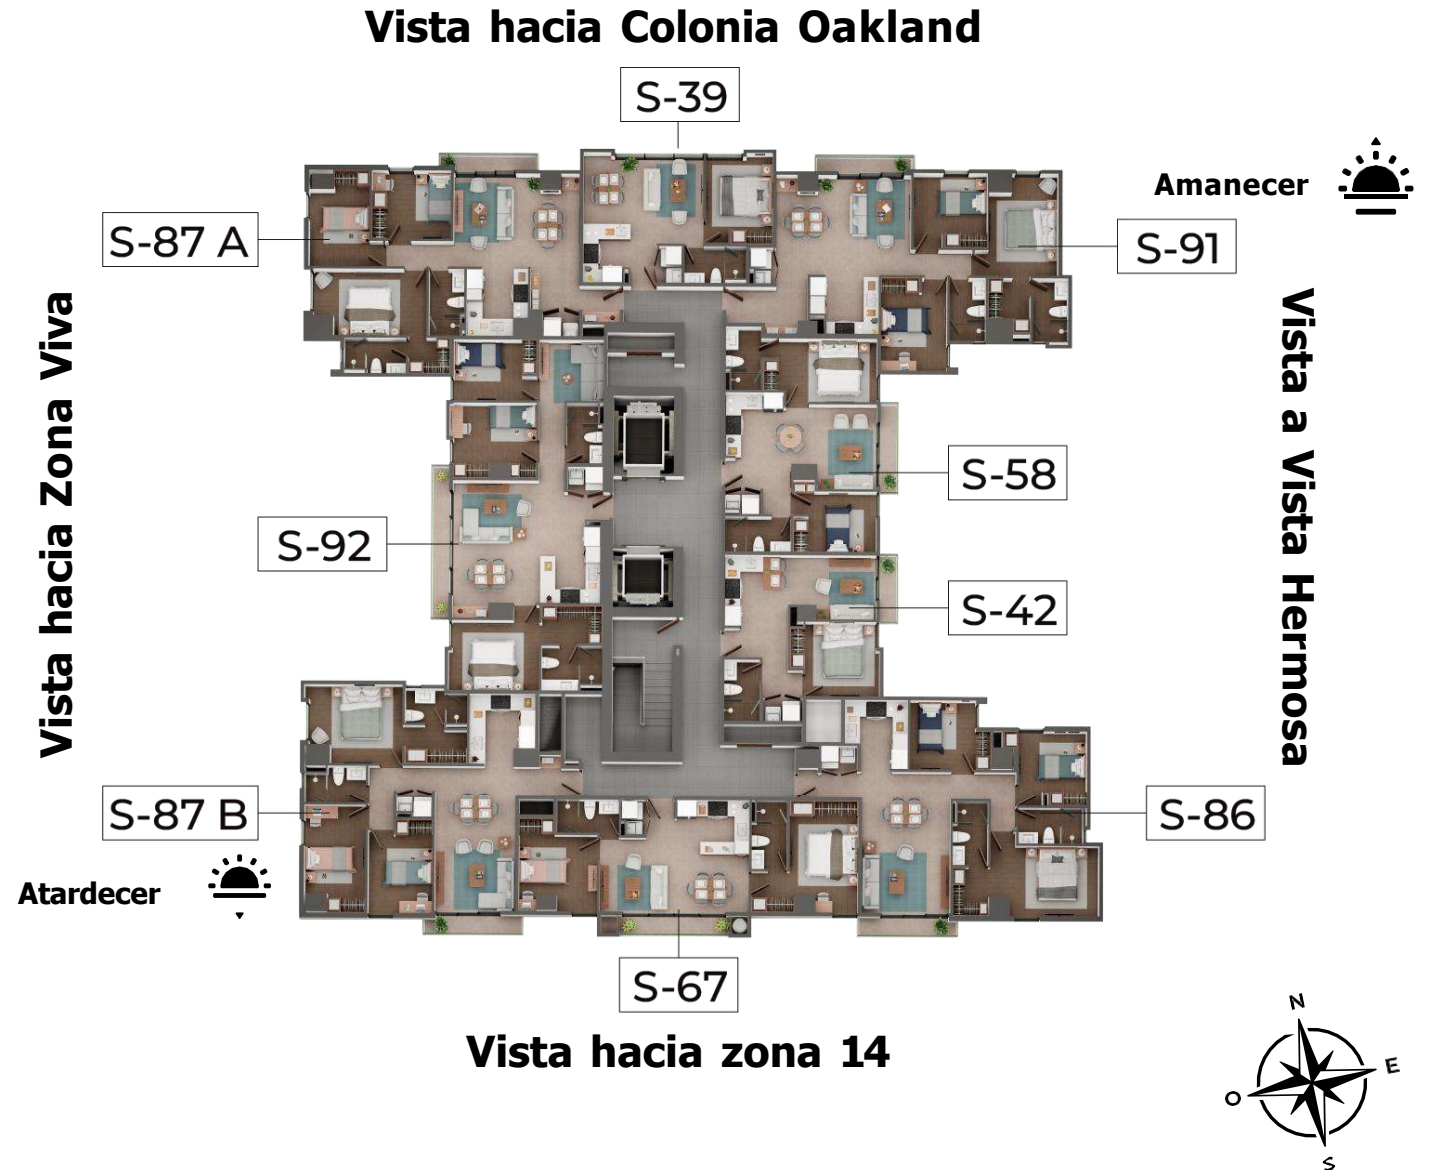 Vista hacia Colonia Oakland
S-39
Amanecer
S-87 A
S-91
Vista hacia Zona Viva
Vista a Vista Hermosa
S-58
S-92
S-42
S-87 B
S-86
Atardecer
S-67
Vista hacia zona 14
N
E
O
S